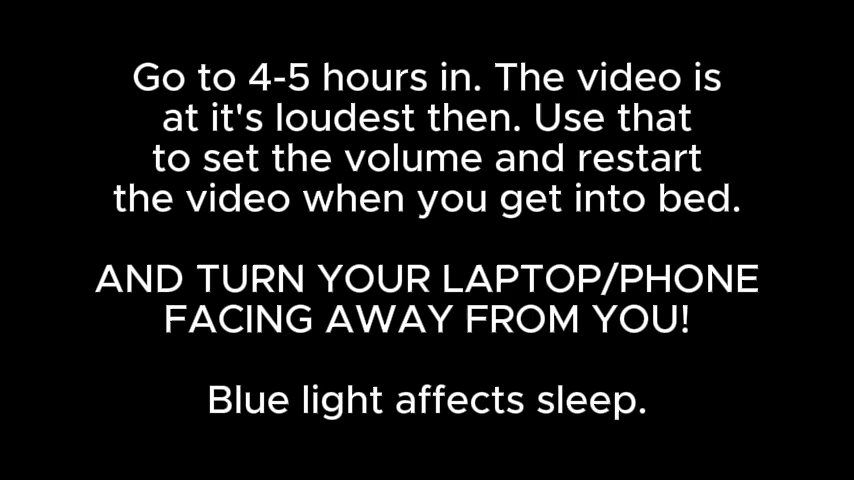 Go to 4-5 hours in. The video is
at it's loudest then. Use that
to set the volume and restart
the video when you get into bed.
AND TURN YOUR LAPTOP/PHONE
FACING AWAY FROM YOU!
Blue light affects sleep.